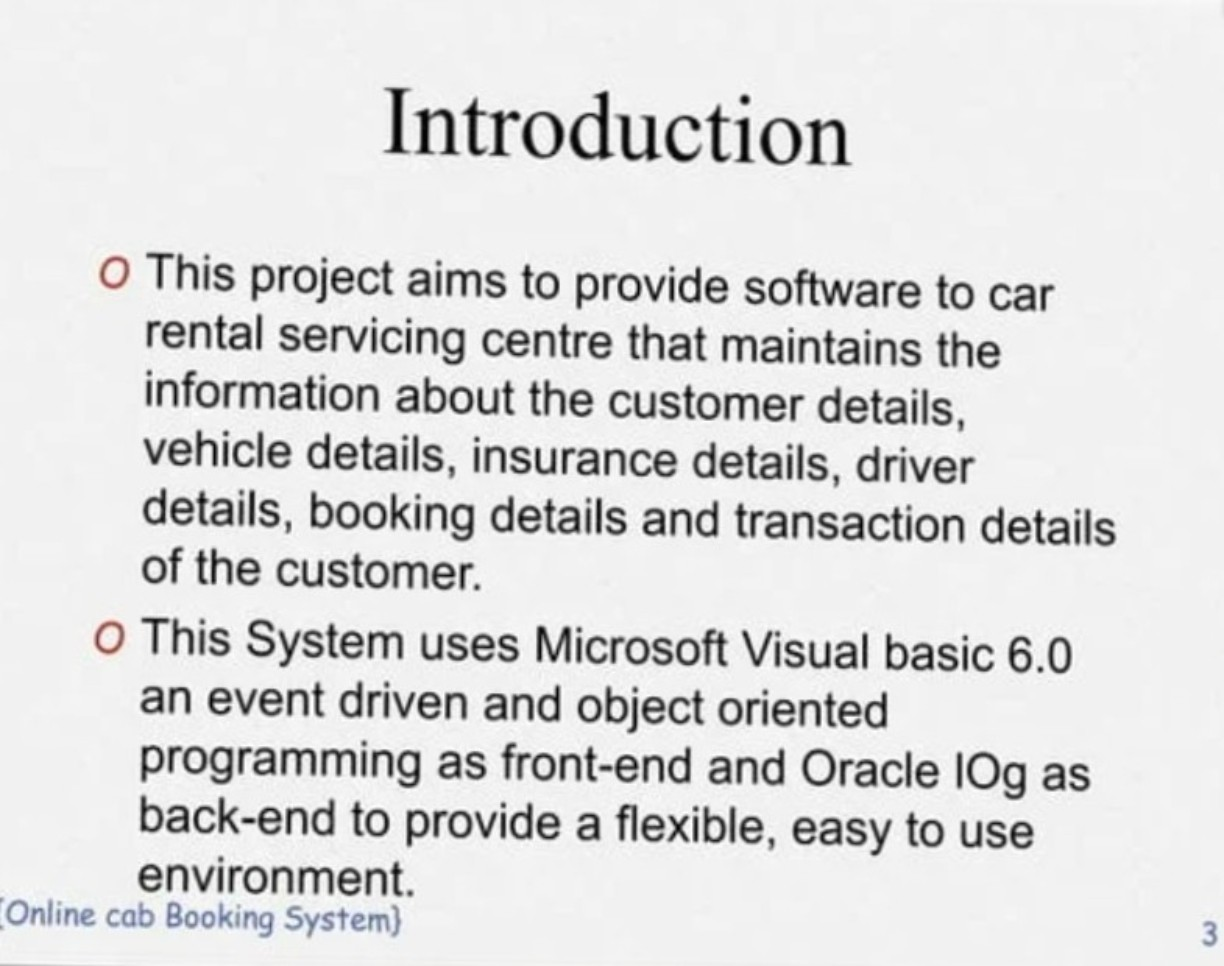 Introduction
O This project aims to provide software to car
rental servicing centre that maintains the
information about the customer details,
vehicle details, insurance details, driver
details, booking details and transaction details
of the customer.
O This System uses Microsoft Visual basic 6.0
an event driven and object oriented
programming as front-end and Oracle IOg as
back-end to provide a flexible, easy to use
environment.
{Online cab Booking System}
3